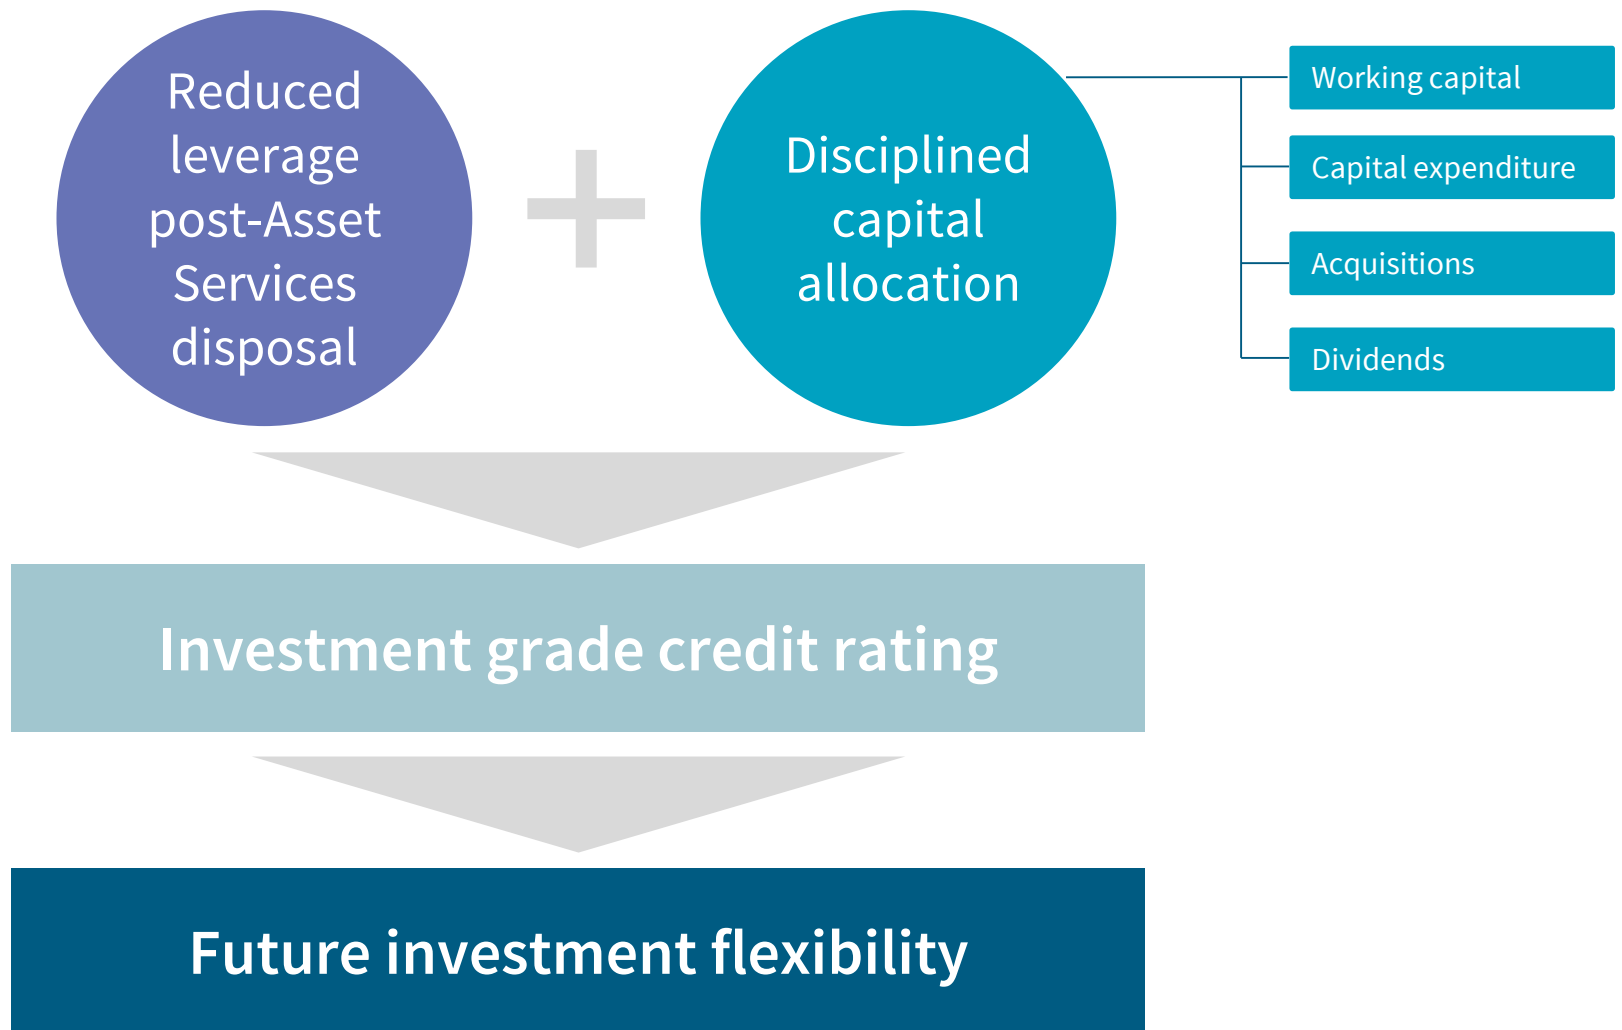 Reduced
leverage
post-Asset
Services
disposal
Disciplined
capital
allocation
Working capital
Capital expenditure
Acquisitions
Dividends
Investment grade credit rating
Future investment flexibility